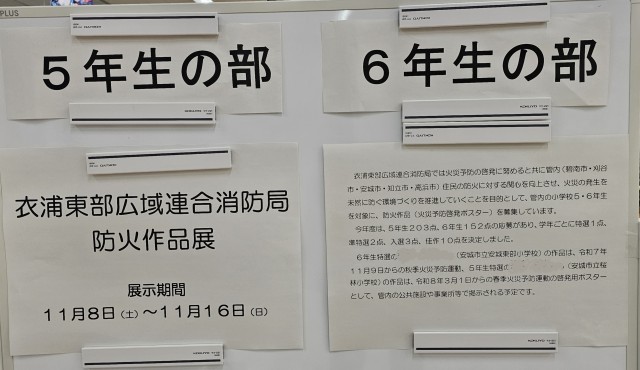 PLUS
5年生の部
6年生の部
衣浦東部広域連合消防局
防火作品展
展示期間
11月8日(土)~11月16日(日)
衣浦東部広域連合消防局では火災予防の啓発に努めると共に管内(碧南市・刈谷
市・安城市・知立市・高浜市)住民の防火に対する関心を向上させ、火災の発生を
未然に防ぐ環境づくりを推進していくことを目的として、管内の小学校5・6年生
を対象に、防火作品(火災予防啓発ポスター)を募集しています。
今年度は、5年生203点、6年生152点の応募があり、学年ごとに特選1点、
準特選2点、入選3点、佳作10点を決定しました。
6年生特選の (安城市立安城東部小学校)の作品は、令和7年
11月9日からの秋季火災予防運動、5年生特選の (安城市立桜
林小学校)の作品は、令和8年3月1日からの春季火災予防運動の啓発用ポスター
として、管内の公共施設や事業所等で掲示される予定です。